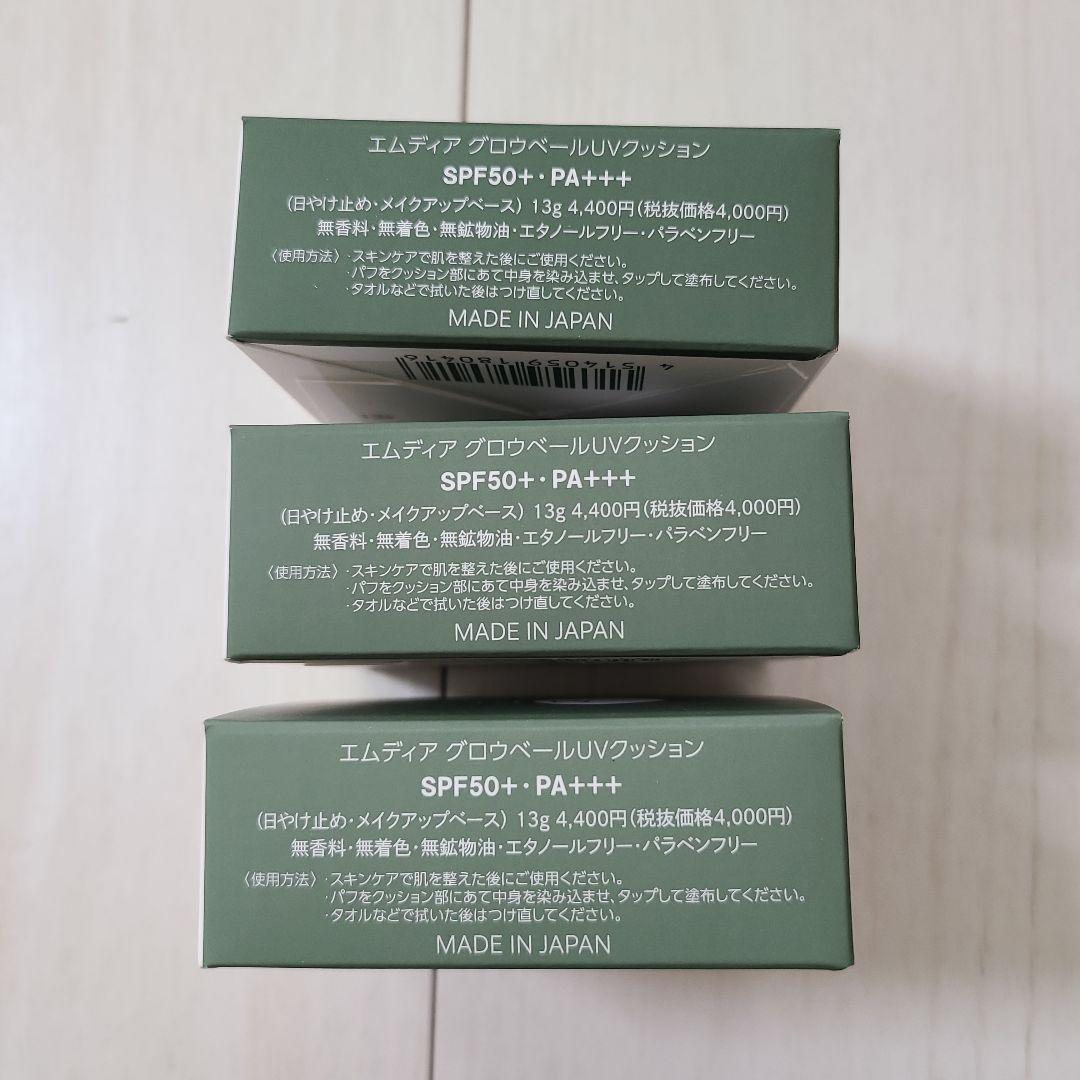 エムディア グロウベールUVクッション
SPF50+・PA+++
(日やけ止め・メイクアップベース) 13g 4,400円(税抜価格4,000円)
無香料・無着色・無鉱物油・エタノールフリー・パラベンフリー
〈使用方法〉・スキンケアで肌を整えた後にご使用ください。
・パフをクッション部にあて中身を染み込ませ、タップして塗布してください。
・タオルなどで拭いた後はつけ直してください。
MADE IN JAPAN
4 514059 180416
エムディア グロウベールUVクッション
SPF50+・PA+++
(日やけ止め・メイクアップベース) 13g 4,400円(税抜価格4,000円)
無香料・無着色・無鉱物油・エタノールフリー・パラベンフリー
〈使用方法〉・スキンケアで肌を整えた後にご使用ください。
・パフをクッション部にあて中身を染み込ませ、タップして塗布してください。
・タオルなどで拭いた後はつけ直してください。
MADE IN JAPAN
エムディア グロウベールUVクッション
SPF50+・PA+++
(日やけ止め・メイクアップベース) 13g 4,400円(税抜価格4,000円)
無香料・無着色・無鉱物油・エタノールフリー・パラベンフリー
〈使用方法〉・スキンケアで肌を整えた後にご使用ください。
・パフをクッション部にあて中身を染み込ませ、タップして塗布してください。
・タオルなどで拭いた後はつけ直してください。
MADE IN JAPAN